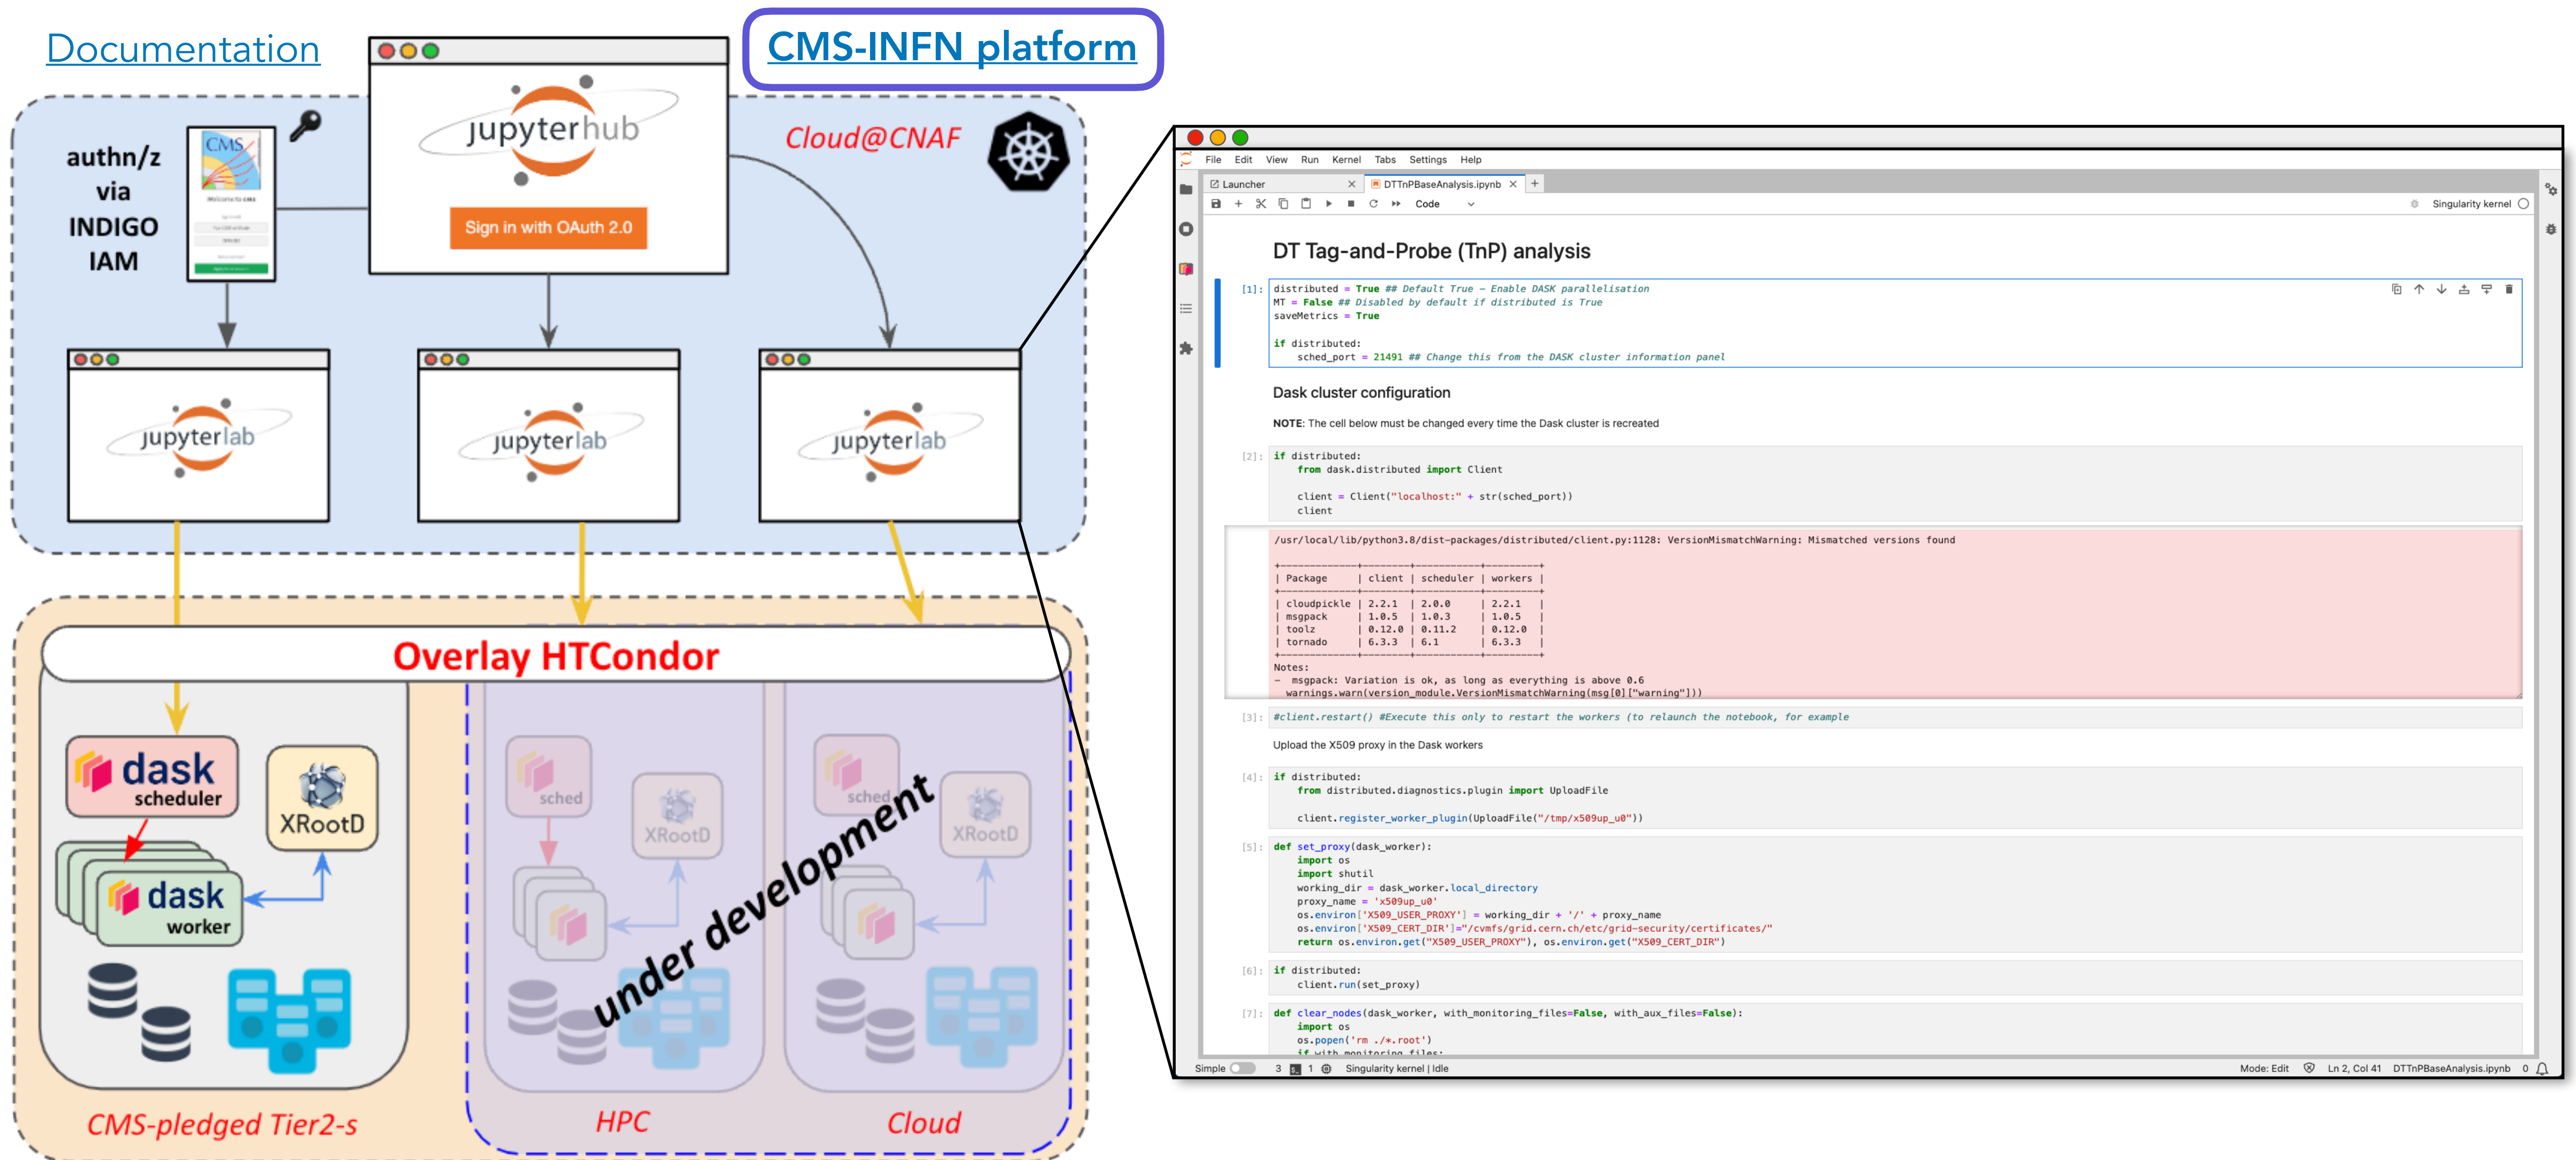 Documentation
CMS-INFN platform
authn/z
via
INDIGO
IAM
CMS
Welcome to cms
jupyterhub
Sign in with OAuth 2.0
Cloud@CNAF
jupyterlab
jupyterlab
jupyterlab
Overlay HTCondor
dask
scheduler
XRootD
dask
worker
sched
XRootD
sched
XRootD
under development
CMS-pledged Tier2-s
HPC
Cloud
File Edit View Run Kernel Tabs Settings Help
Launcher
DTTnPBaseAnalysis.ipynb
Code
Singularity kernel
DT Tag-and-Probe (TnP) analysis
[1]: distributed = True ## Default True – Enable DASK parallelisation
MT = False ## Disabled by default if distributed is True
saveMetrics = True
if distributed:
    sched_port = 21491 ## Change this from the DASK cluster information panel
Dask cluster configuration
NOTE: The cell below must be changed every time the Dask cluster is recreated
[2]: if distributed:
    from dask.distributed import Client
    client = Client("localhost:" + str(sched_port))
    client
/usr/local/lib/python3.8/dist-packages/distributed/client.py:1128: VersionMismatchWarning: Mismatched versions found
+-------------+--------+-----------+---------+
| Package     | client | scheduler | workers |
+-------------+--------+-----------+---------+
| cloudpickle | 2.2.1  | 2.0.0     | 2.2.1   |
| msgpack     | 1.0.5  | 1.0.3     | 1.0.5   |
| toolz       | 0.12.0 | 0.11.2    | 0.12.0  |
| tornado     | 6.3.3  | 6.1       | 6.3.3   |
+-------------+--------+-----------+---------+
Notes:
-  msgpack: Variation is ok, as long as everything is above 0.6
  warnings.warn(version_module.VersionMismatchWarning(msg[0]["warning"]))
[3]: #client.restart() #Execute this only to restart the workers (to relaunch the notebook, for example
Upload the X509 proxy in the Dask workers
[4]: if distributed:
    from distributed.diagnostics.plugin import UploadFile
    client.register_worker_plugin(UploadFile("/tmp/x509up_u0"))
[5]: def set_proxy(dask_worker):
    import os
    import shutil
    working_dir = dask_worker.local_directory
    proxy_name = 'x509up_u0'
    os.environ['X509_USER_PROXY'] = working_dir + '/' + proxy_name
    os.environ['X509_CERT_DIR']="/cvmfs/grid.cern.ch/etc/grid-security/certificates/"
    return os.environ.get("X509_USER_PROXY"), os.environ.get("X509_CERT_DIR")
[6]: if distributed:
    client.run(set_proxy)
[7]: def clear_nodes(dask_worker, with_monitoring_files=False, with_aux_files=False):
    import os
    os.popen('rm ./*.root')
    if with_monitoring_files:
Simple 3 1 Singularity kernel | Idle
Mode: Edit Ln 2, Col 41 DTTnPBaseAnalysis.ipynb 0